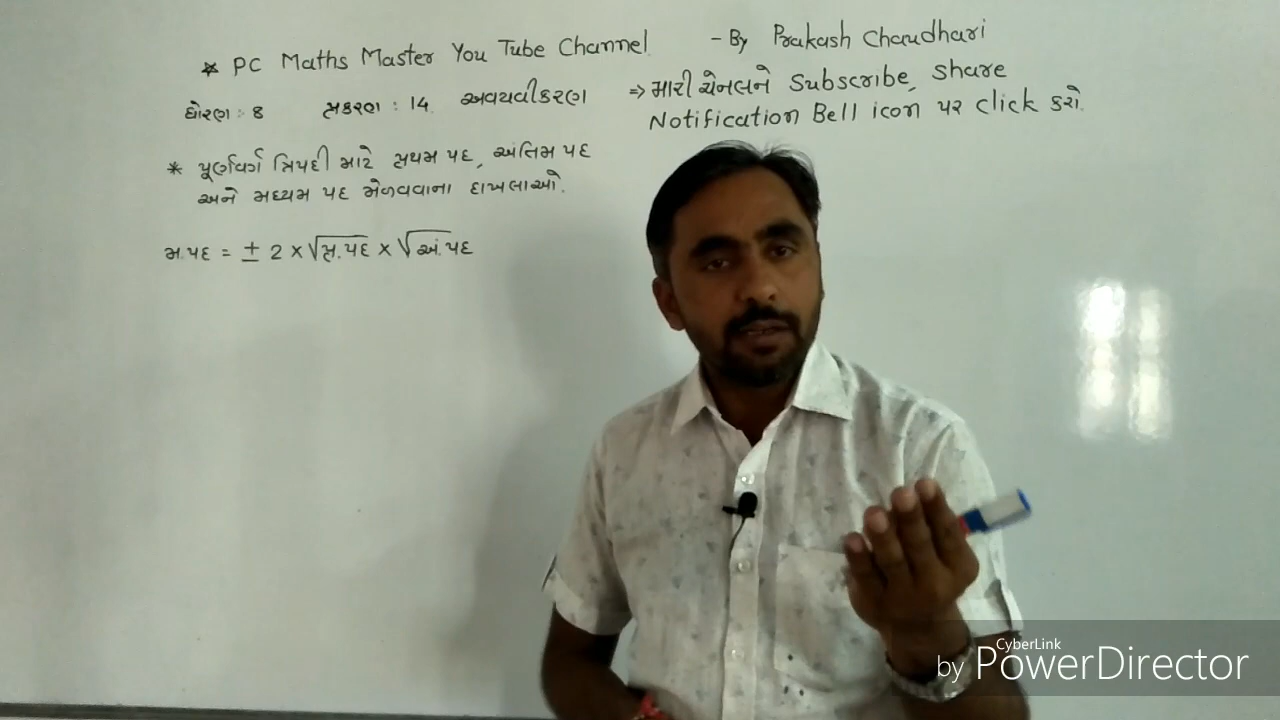 * PC Maths Master You Tube Channel - By Prakash Chaudhari
ધોરણ : 8 પ્રકરણ : 14 અવયવીકરણ ⇒ મારી ચેનલને Subscribe, Share
Notification Bell icon પર click કરો.
* પૂર્ણવર્ગ ત્રિપદી માટે પ્રથમ પદ, અંતિમ પદ
અને મધ્યમ પદ મેળવવાના દાખલાઓ.
મ.પદ = ± 2 × √પ્ર.પદ × √અં.પદ
CyberLink
by PowerDirector